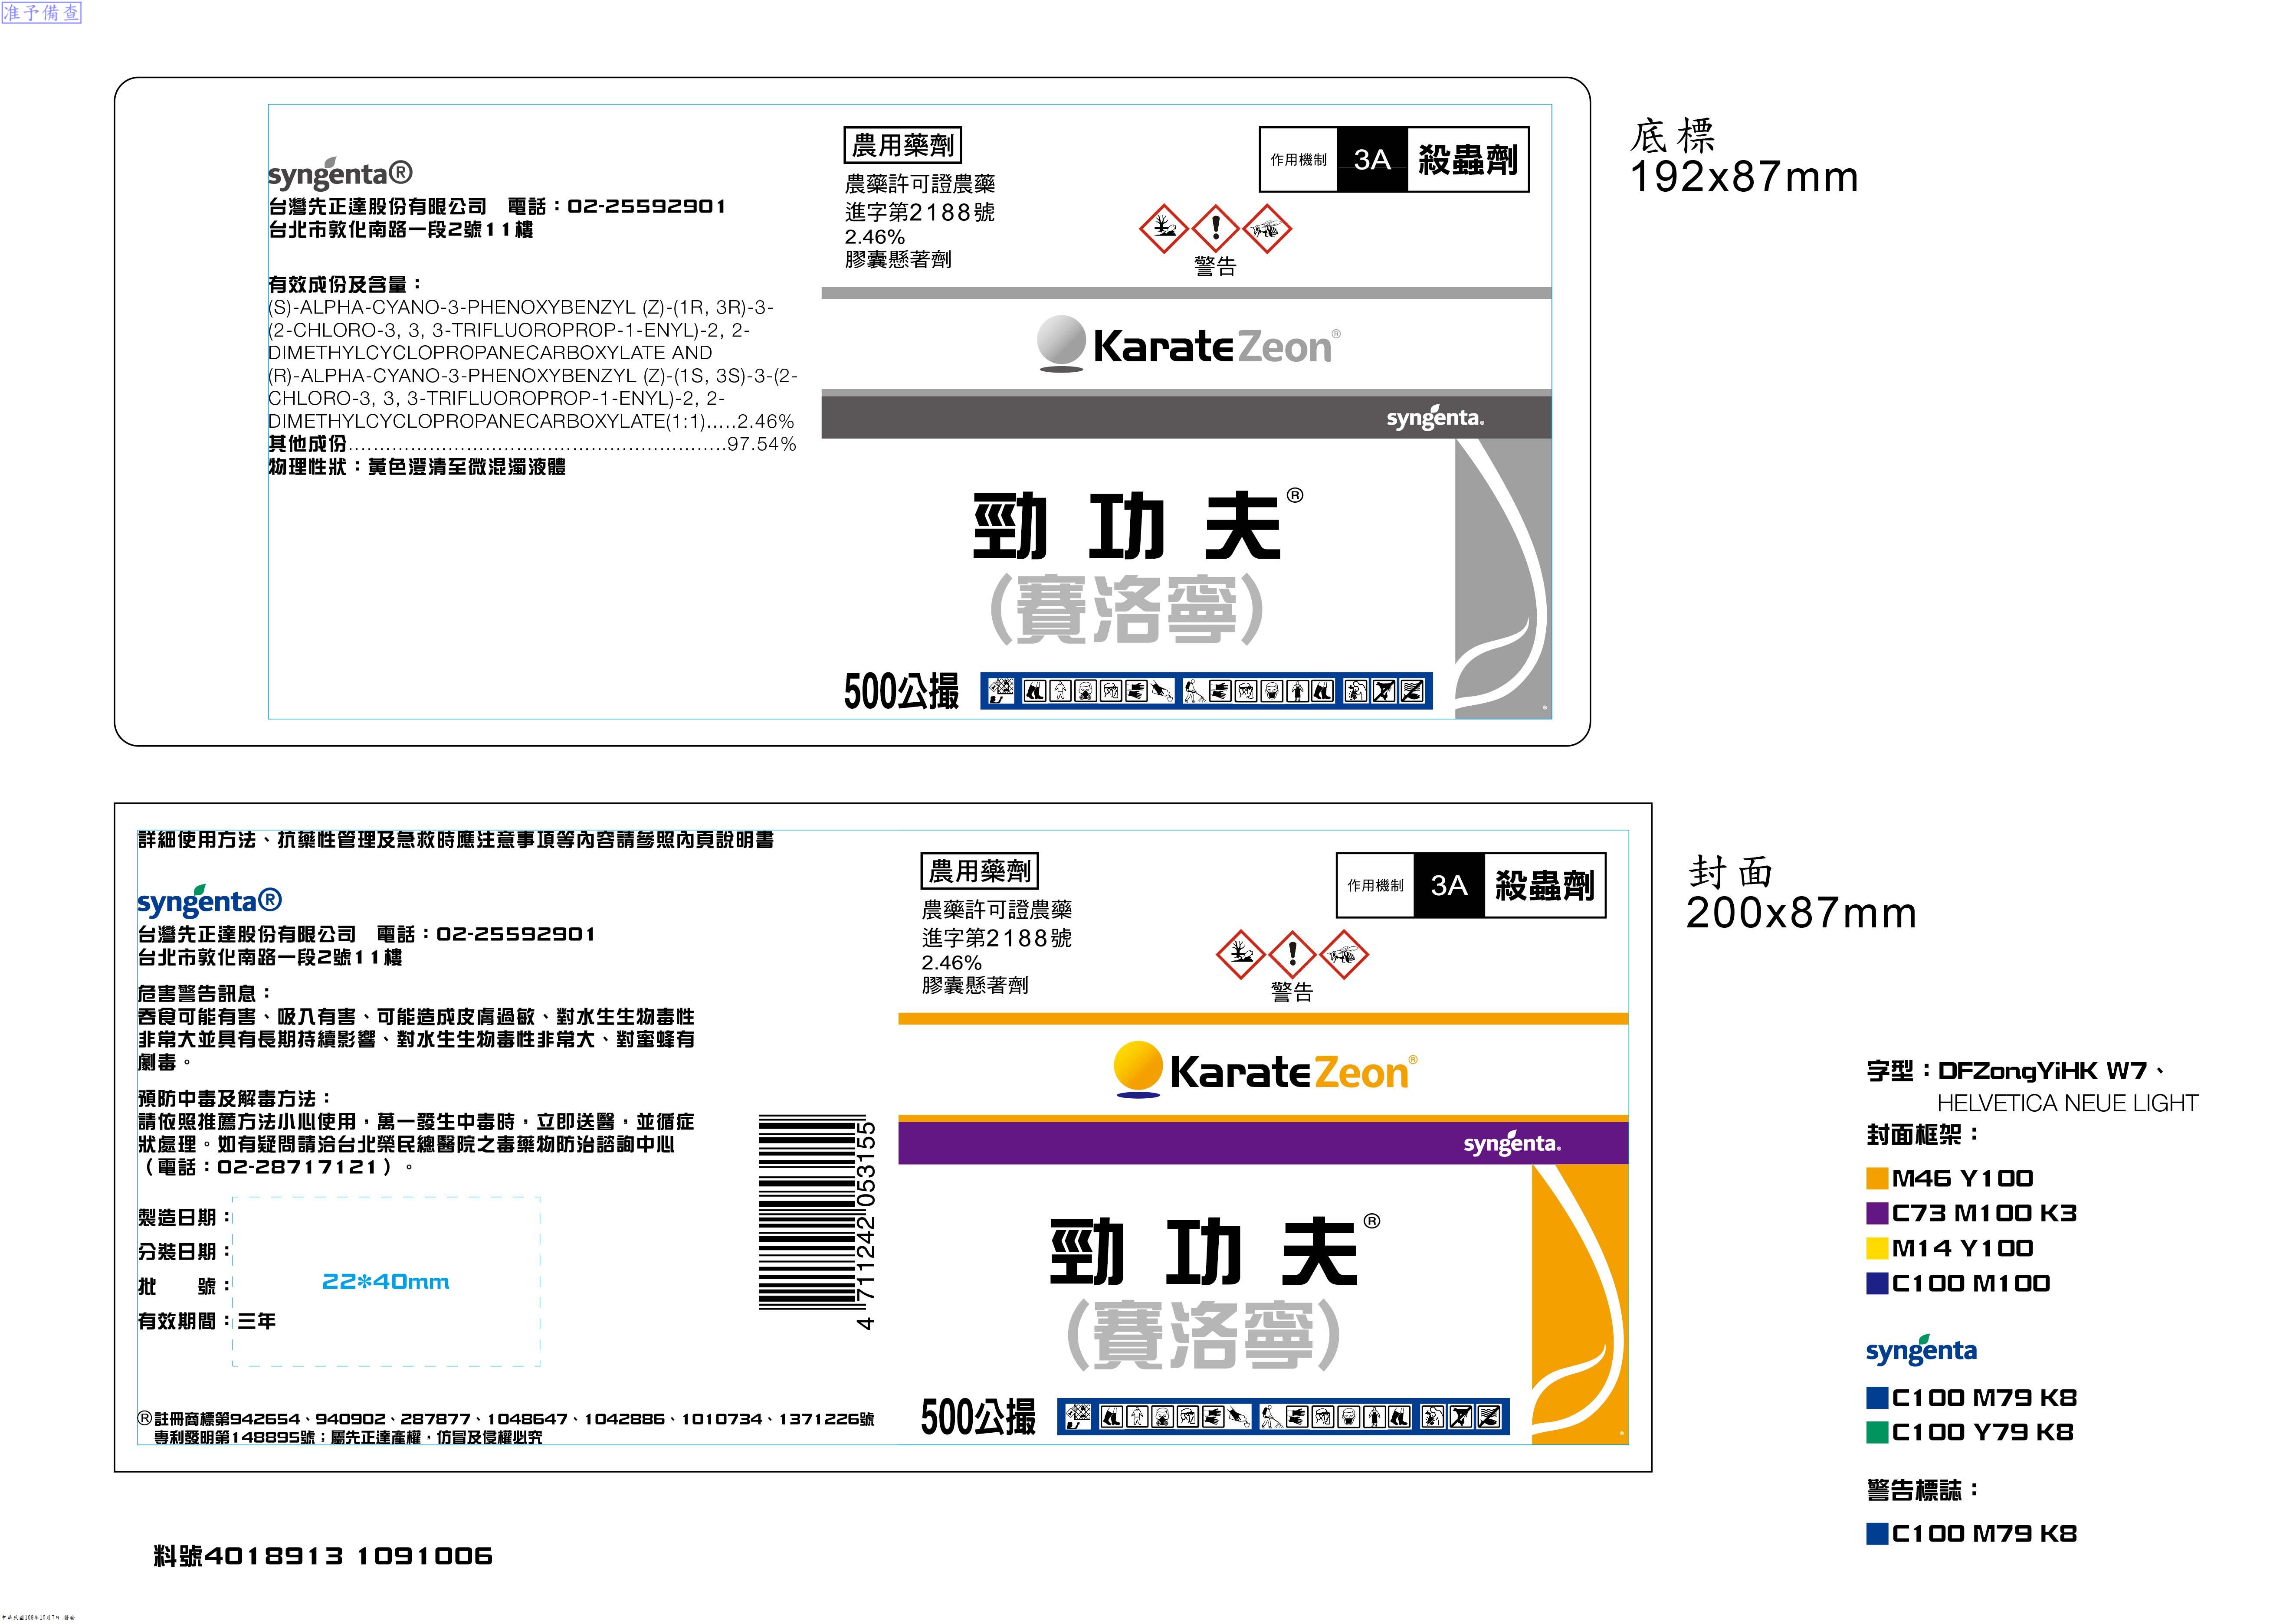 准予備查
syngenta®
台灣先正達股份有限公司　電話：02-25592901
台北市敦化南路一段2號11樓
有效成份及含量：
(S)-ALPHA-CYANO-3-PHENOXYBENZYL (Z)-(1R, 3R)-3-
(2-CHLORO-3, 3, 3-TRIFLUOROPROP-1-ENYL)-2, 2-
DIMETHYLCYCLOPROPANECARBOXYLATE AND
(R)-ALPHA-CYANO-3-PHENOXYBENZYL (Z)-(1S, 3S)-3-(2-
CHLORO-3, 3, 3-TRIFLUOROPROP-1-ENYL)-2, 2-
DIMETHYLCYCLOPROPANECARBOXYLATE(1:1).....2.46%
其他成份............................................................97.54%
物理性狀：黃色澄清至微混濁液體
農用藥劑
農藥許可證農藥
進字第2188號
2.46%
膠囊懸著劑
作用機制 3A 殺蟲劑
警告
Karate Zeon®
syngenta®
勁功夫®
(賽洛寧)
500公撮
底標
192x87mm
詳細使用方法、抗藥性管理及急救時應注意事項等內容請參照內頁說明書
syngenta®
台灣先正達股份有限公司　電話：02-25592901
台北市敦化南路一段2號11樓
危害警告訊息：
吞食可能有害、吸入有害、可能造成皮膚過敏、對水生生物毒性
非常大並具有長期持續影響、對水生生物毒性非常大、對蜜蜂有
劇毒。
預防中毒及解毒方法：
請依照推薦方法小心使用，萬一發生中毒時，立即送醫，並循症
狀處理。如有疑問請洽台北榮民總醫院之毒藥物防治諮詢中心
（電話：02-28717121）。
製造日期：
分裝日期：
批　　號：
有效期間：三年
22*40mm
4 711242 053155
®註冊商標第942654、940902、287877、1048647、1042886、1010734、1371226號
專利發明第148895號；屬先正達產權，仿冒及侵權必究
農用藥劑
農藥許可證農藥
進字第2188號
2.46%
膠囊懸著劑
作用機制 3A 殺蟲劑
警告
Karate Zeon®
syngenta®
勁功夫®
(賽洛寧)
500公撮
封面
200x87mm
字型：DFZongYiHK W7、
HELVETICA NEUE LIGHT
封面框架：
M46 Y100
C73 M100 K3
M14 Y100
C100 M100
syngenta
C100 M79 K8
C100 Y79 K8
警告標誌：
C100 M79 K8
料號4018913 1091006